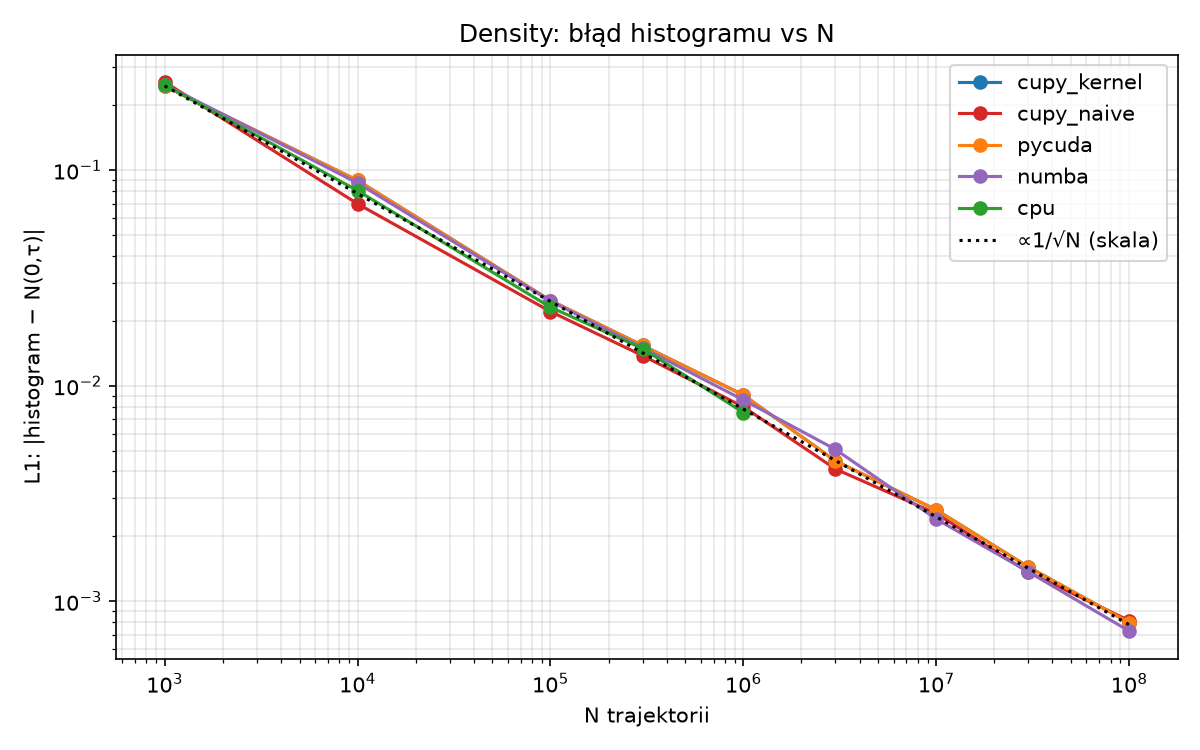 Density: błąd histogramu vs N
L1: |histogram − N(0,τ)|
10⁻¹
10⁻²
10⁻³
cupy_kernel
cupy_naive
pycuda
numba
cpu
∝1/√N (skala)
10³ 10⁴ 10⁵ 10⁶ 10⁷ 10⁸
N trajektorii